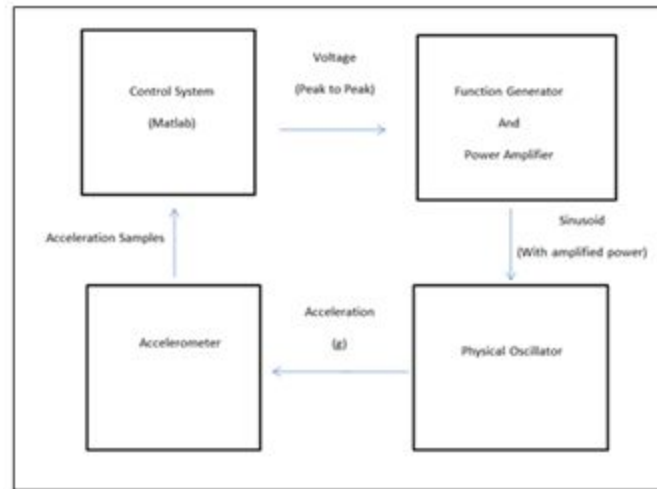 Control System
(Matlab)
Voltage
(Peak to Peak)
Function Generator
And
Power Amplifier
Sinusoid
(With amplified power)
Physical Oscillator
Acceleration
(g)
Accelerometer
Acceleration Samples